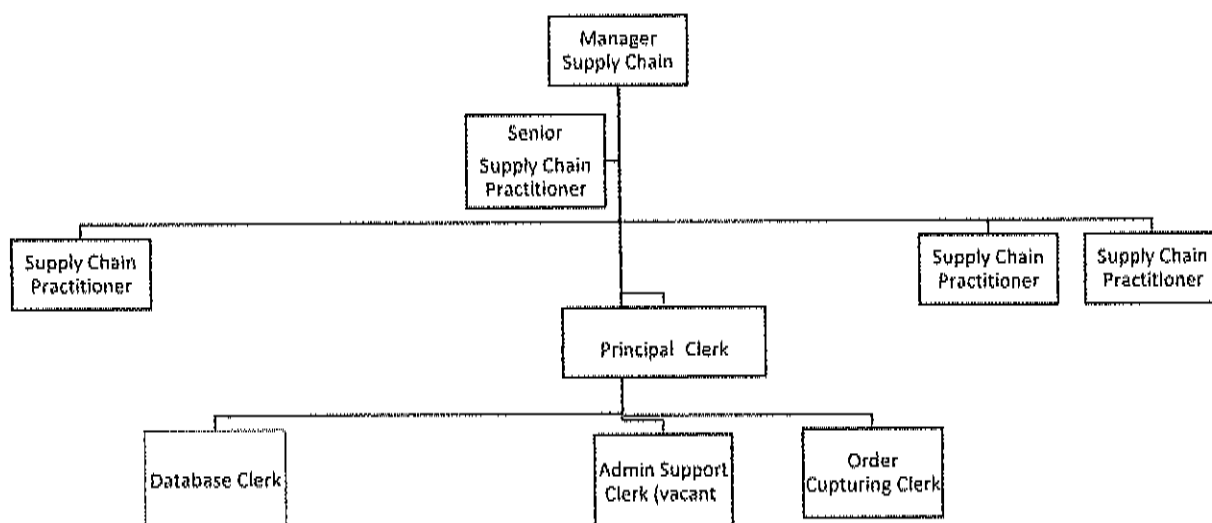 Manager
Supply Chain
Senior
Supply Chain
Practitioner
Supply Chain
Practitioner
Supply Chain
Practitioner
Supply Chain
Practitioner
Principal Clerk
Database Clerk
Admin Support
Clerk (vacant
Order
Cupturing Clerk